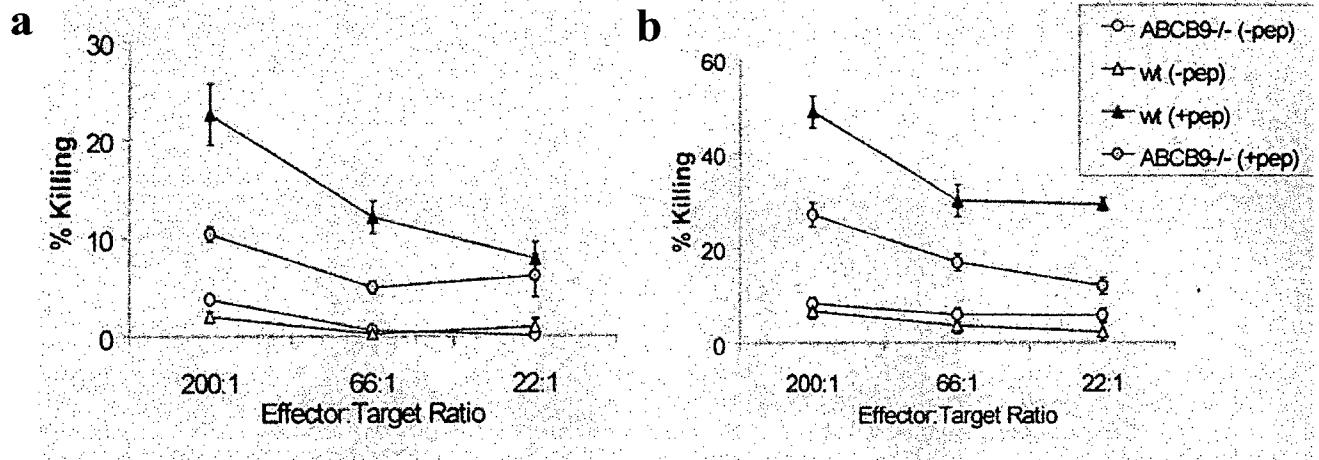 a
30
20
10
0
% Killing
200:1
66:1
22:1
Effector:Target Ratio
b
60
40
20
0
% Killing
200:1
66:1
22:1
Effector:Target Ratio
ABCB9-/- (-pep)
wt (-pep)
wt (+pep)
ABCB9-/- (+pep)